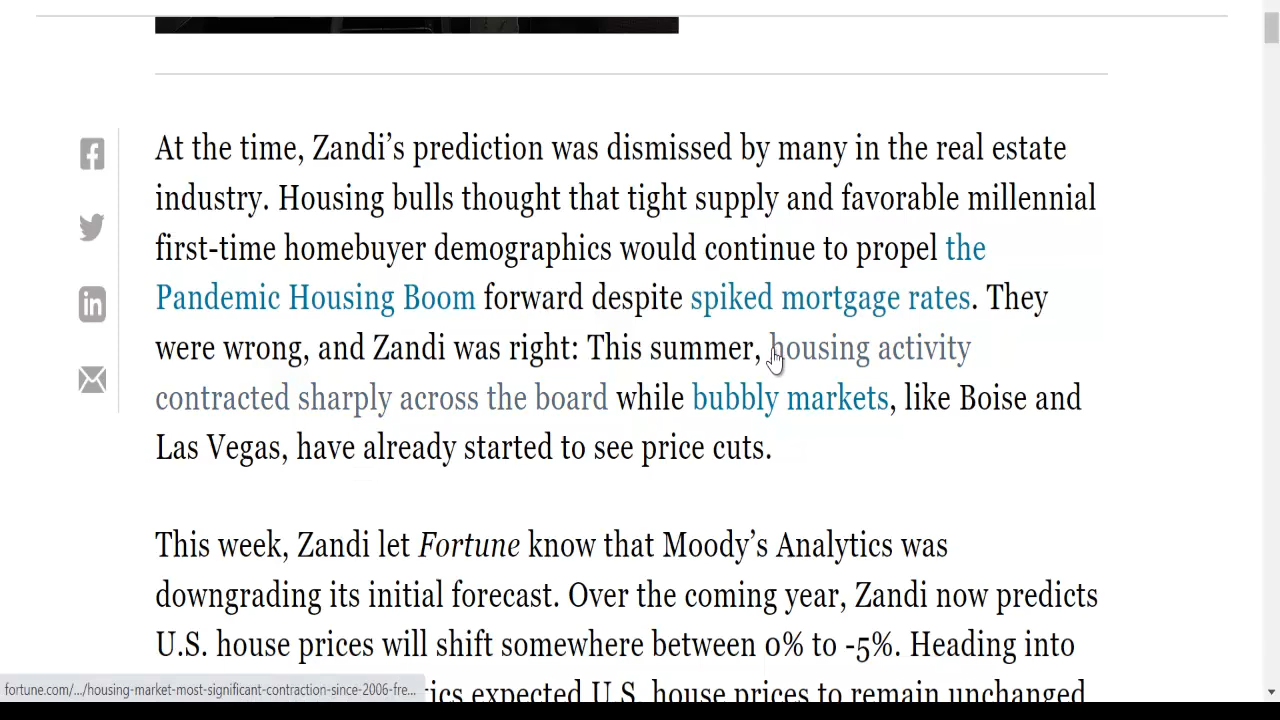 At the time, Zandi’s prediction was dismissed by many in the real estate
industry. Housing bulls thought that tight supply and favorable millennial
first-time homebuyer demographics would continue to propel the
Pandemic Housing Boom forward despite spiked mortgage rates. They
were wrong, and Zandi was right: This summer, housing activity
contracted sharply across the board while bubbly markets, like Boise and
Las Vegas, have already started to see price cuts.
This week, Zandi let Fortune know that Moody’s Analytics was
downgrading its initial forecast. Over the coming year, Zandi now predicts
U.S. house prices will shift somewhere between 0% to -5%. Heading into
fortune.com/.../housing-market-most-significant-contraction-since-2006-fre...
tics expected U.S. house prices to remain unchanged